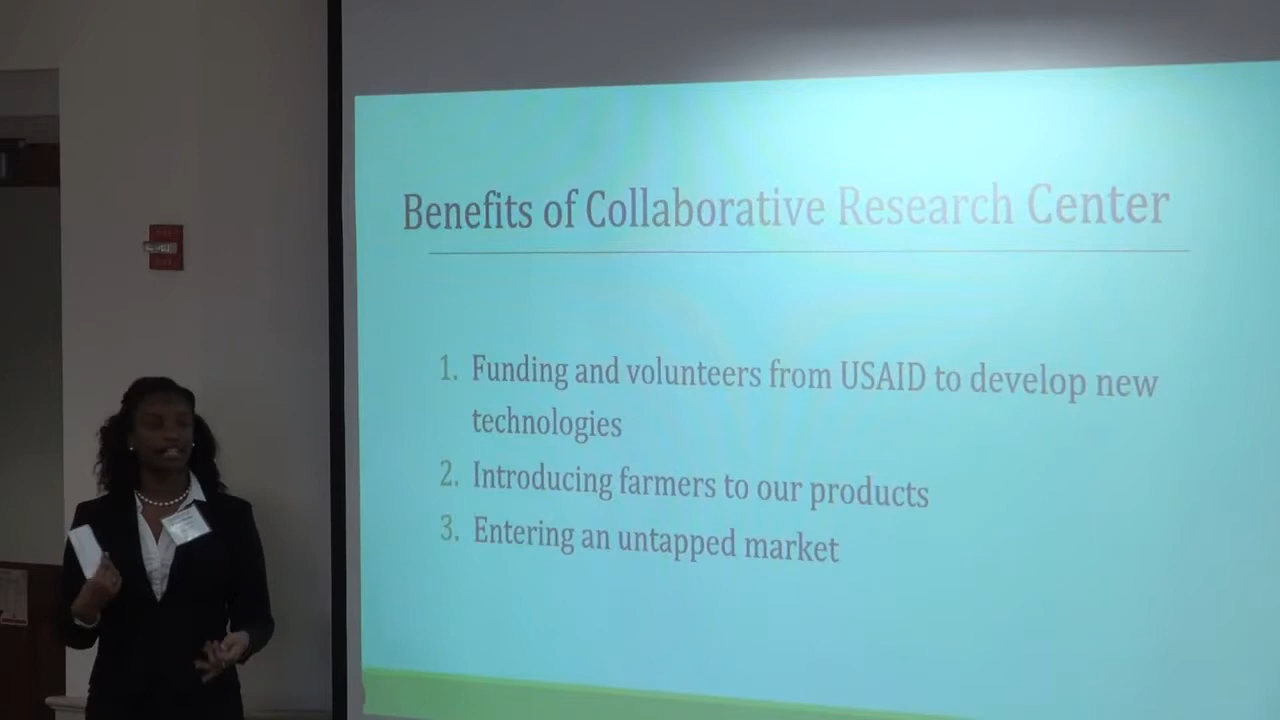 Benefits of Collaborative Research Center
1. Funding and volunteers from USAID to develop new
technologies
2. Introducing farmers to our products
3. Entering an untapped market